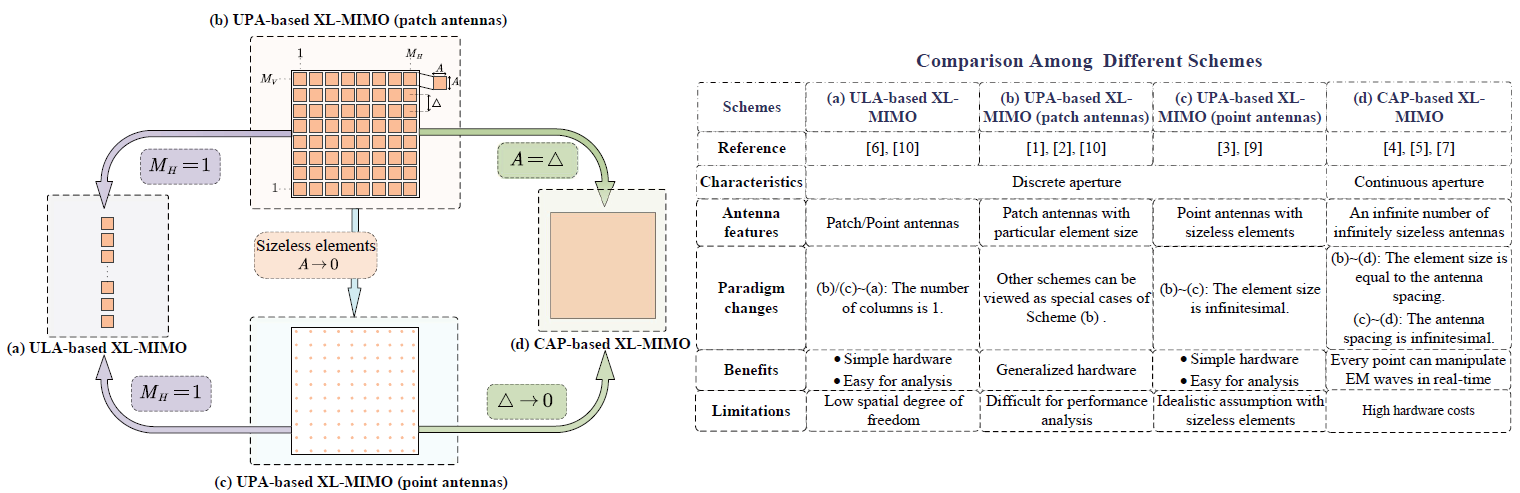 (b) UPA-based XL-MIMO (patch antennas)
1
M_H
M_V
A
A
△
1
M_H = 1
A = △
Sizeless elements
A → 0
(a) ULA-based XL-MIMO
(d) CAP-based XL-MIMO
M_H = 1
△ → 0
(c) UPA-based XL-MIMO (point antennas)
Comparison Among Different Schemes
Schemes
(a) ULA-based XL-
MIMO
(b) UPA-based XL-
MIMO (patch antennas)
(c) UPA-based XL-
MIMO (point antennas)
(d) CAP-based XL-
MIMO
Reference
[6], [10]
[1], [2], [10]
[3], [9]
[4], [5], [7]
Characteristics
Discrete aperture
Continuous aperture
Antenna
features
Patch/Point antennas
Patch antennas with
particular element size
Point antennas with
sizeless elements
An infinite number of
infinitely sizeless antennas
Paradigm
changes
(b)/(c)~(a): The number
of columns is 1.
Other schemes can be
viewed as special cases of
Scheme (b) .
(b)~(c): The element size
is infinitesimal.
(b)~(d): The element size is
equal to the antenna
spacing.
(c)~(d): The antenna
spacing is infinitesimal.
Benefits
• Simple hardware
• Easy for analysis
Generalized hardware
• Simple hardware
• Easy for analysis
Every point can manipulate
EM waves in real-time
Limitations
Low spatial degree of
freedom
Difficult for performance
analysis
Idealistic assumption with
sizeless elements
High hardware costs